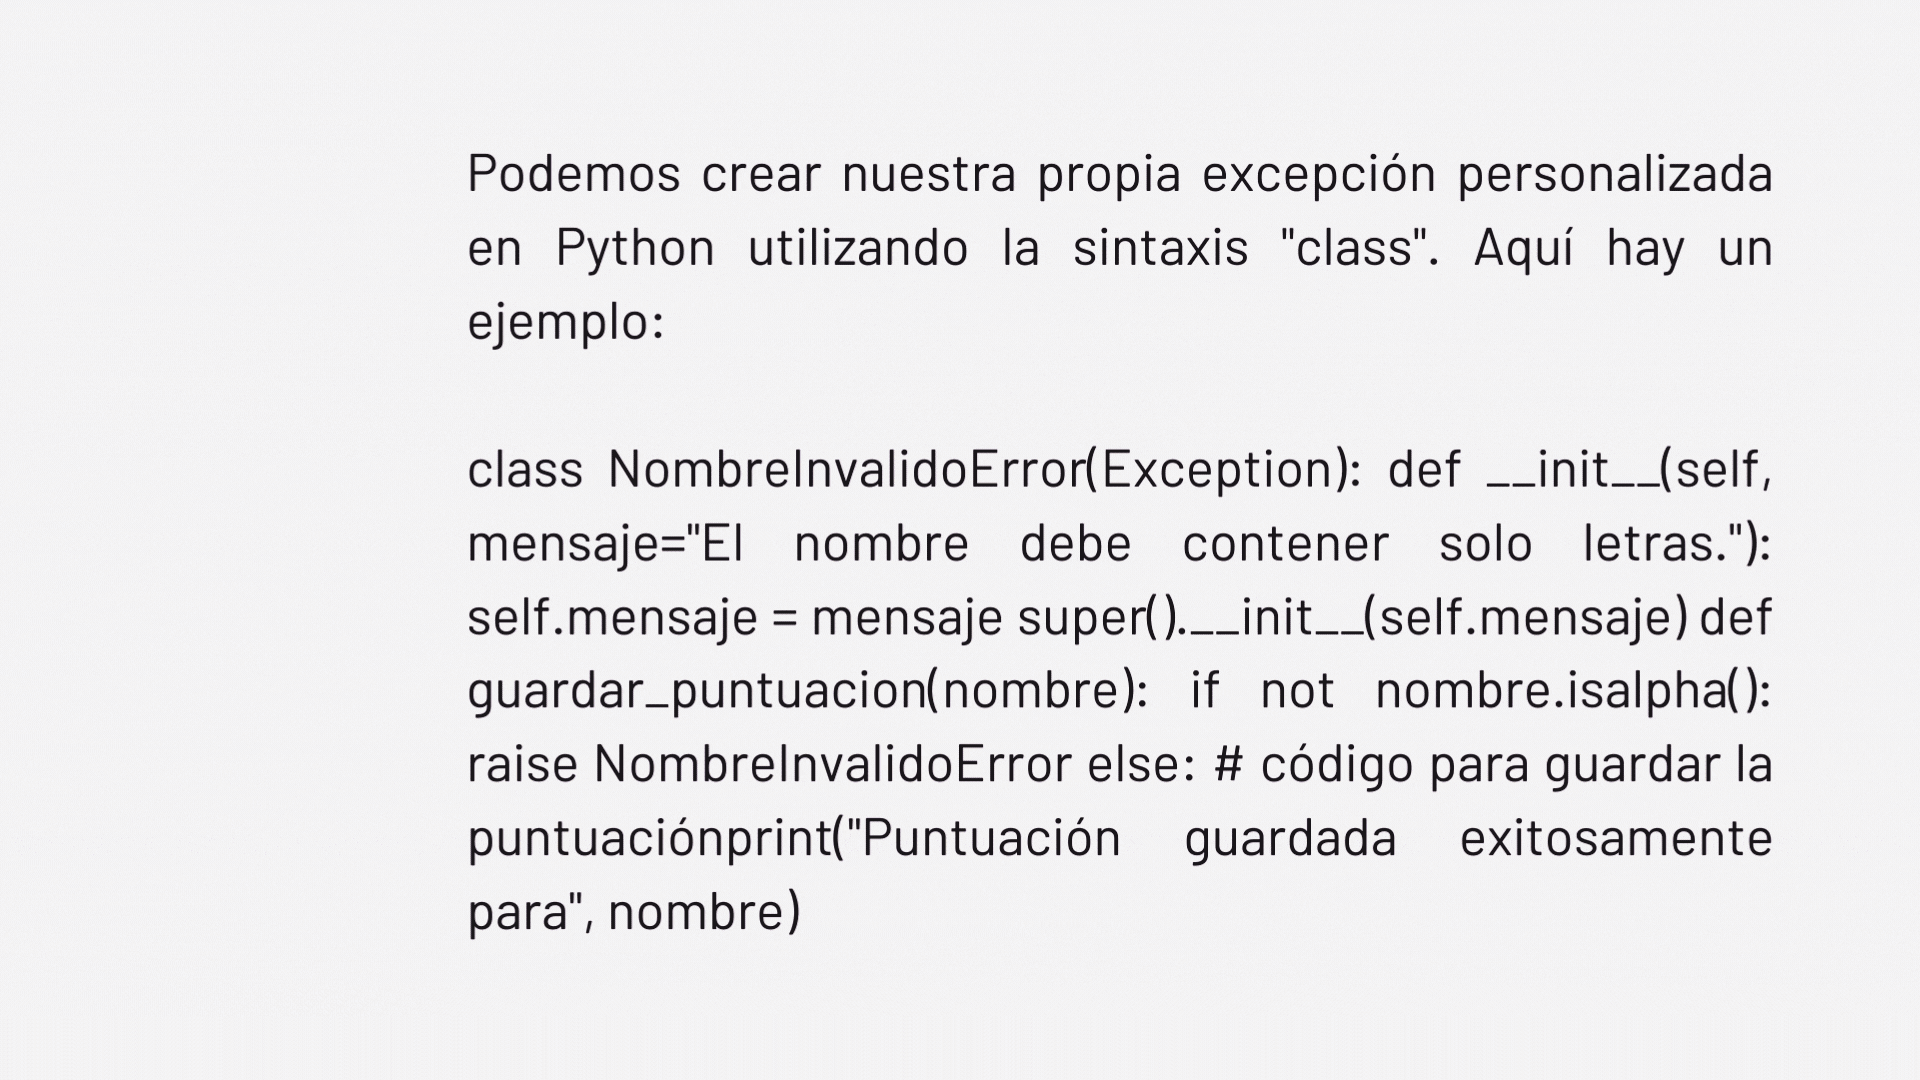 Podemos crear nuestra propia excepción personalizada
en Python utilizando la sintaxis "class". Aquí hay un
ejemplo:
class NombreInvalidoError(Exception): def __init__(self,
mensaje="El nombre debe contener solo letras."):
self.mensaje = mensaje super().__init__(self.mensaje) def
guardar_puntuacion(nombre): if not nombre.isalpha():
raise NombreInvalidoError else: # código para guardar la
puntuaciónprint("Puntuación guardada exitosamente
para", nombre)